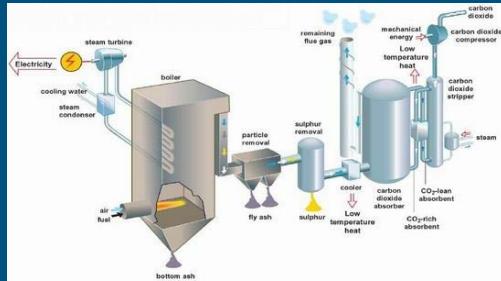 carbon
dioxide
mechanical
energy
carbon dioxide
compressor
remaining
flue gas
Low
temperature
heat
steam turbine
Electricity
boiler
carbon
dioxide
stripper
cooling water
steam
condenser
particle
removal
sulphur
removal
steam
air
fuel
fly ash
sulphur
cooler
Low
temperature
heat
carbon
dioxide
absorber
CO₂-lean
absorbent
CO₂-rich
absorbent
bottom ash